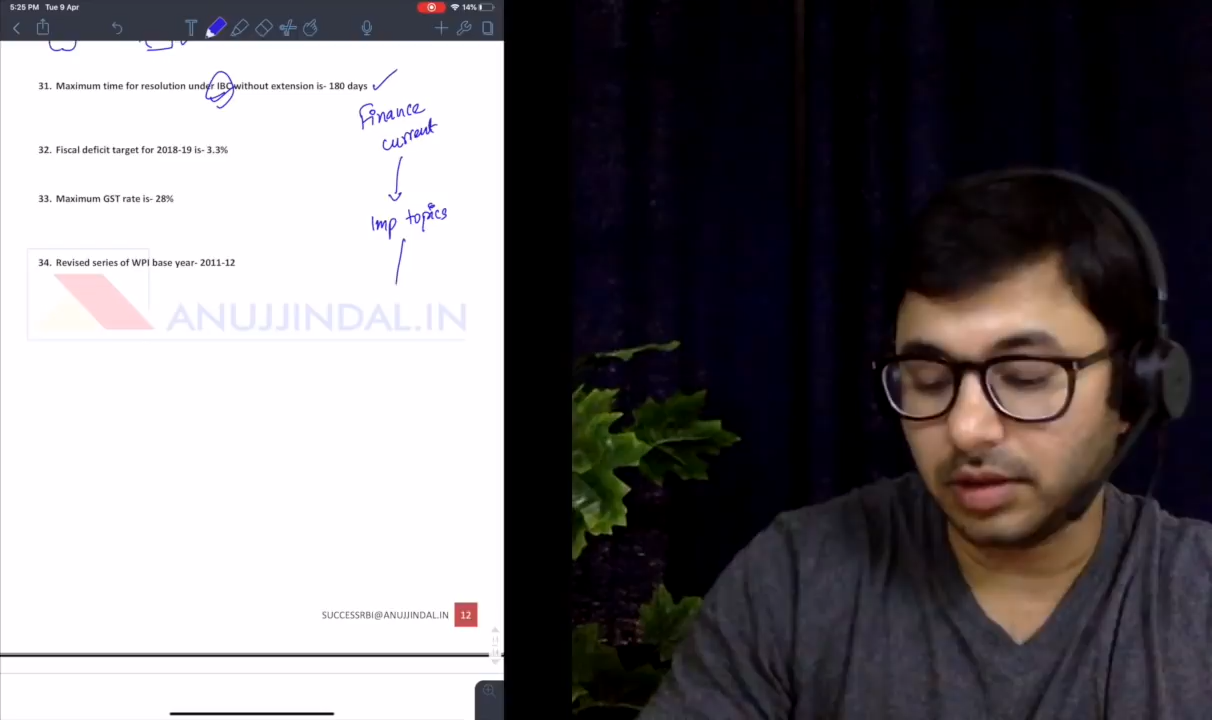 5:25 PM Tue 9 Apr
14%
T
31. Maximum time for resolution under IBC without extension is- 180 days
Finance
current
32. Fiscal deficit target for 2018-19 is- 3.3%
33. Maximum GST rate is- 28%
Imp topics
34. Revised series of WPI base year- 2011-12
ANUJJINDAL.IN
SUCCESSRBI@ANUJJINDAL.IN 12